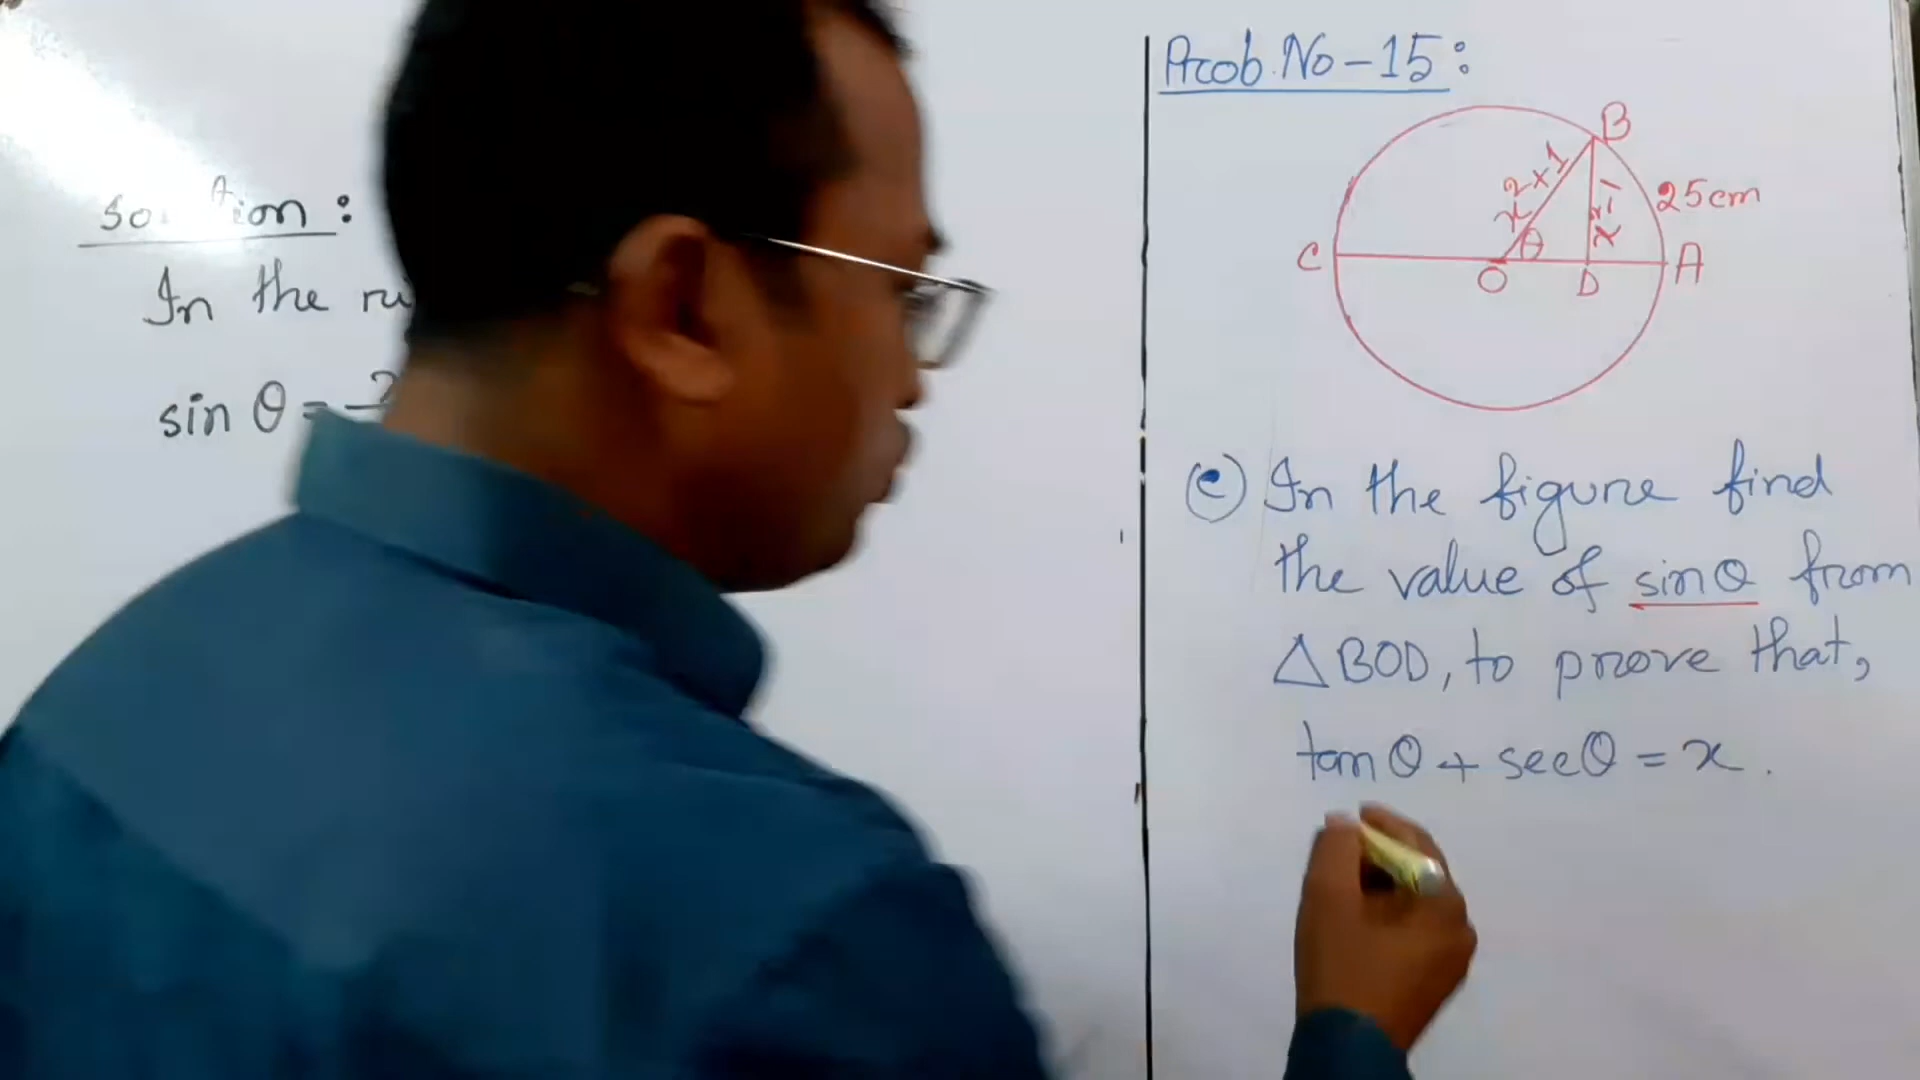 solution:
In the
sin θ =
Prob. No-15:
B
x²+1
x²-1
25cm
θ
C
O
D
A
(c) In the figure find
the value of sinθ from
△BOD, to prove that,
tanθ + secθ = x.